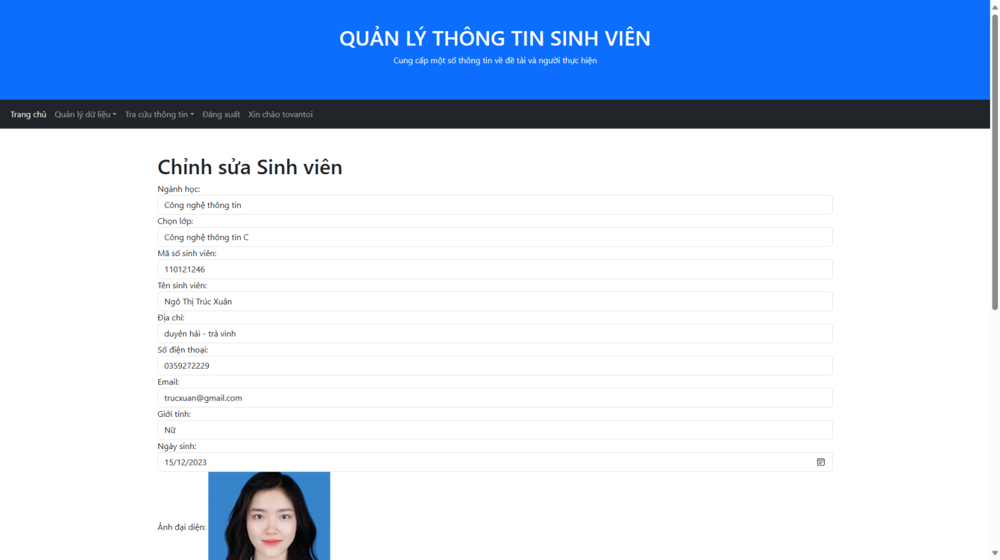 QUẢN LÝ THÔNG TIN SINH VIÊN
Cung cấp một số thông tin về đề tài và người thực hiện
Trang chủ Quản lý dữ liệu Tra cứu thông tin Đăng xuất Xin chào tovantoi
Chỉnh sửa Sinh viên
Ngành học:
Công nghệ thông tin
Chọn lớp:
Công nghệ thông tin C
Mã số sinh viên:
110121246
Tên sinh viên:
Ngô Thị Trúc Xuân
Địa chỉ:
duyên hải - trà vinh
Số điện thoại:
0359272229
Email:
trucxuan@gmail.com
Giới tính:
Nữ
Ngày sinh:
15/12/2023
Ảnh đại diện: